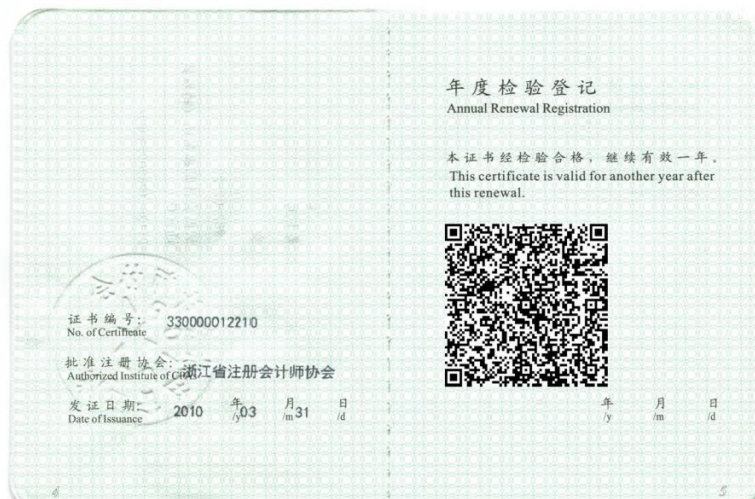 证书编号: 330000012210
No. of Certificate
批准注册协会: 浙江省注册会计师协会
Authorized Institute of CPAs
发证日期: 2010 年 03 月 31 日
Date of Issuance /y /m /d
4
年度检验登记
Annual Renewal Registration
本证书经检验合格，继续有效一年。
This certificate is valid for another year after
this renewal.
年 月 日
/y /m /d
5